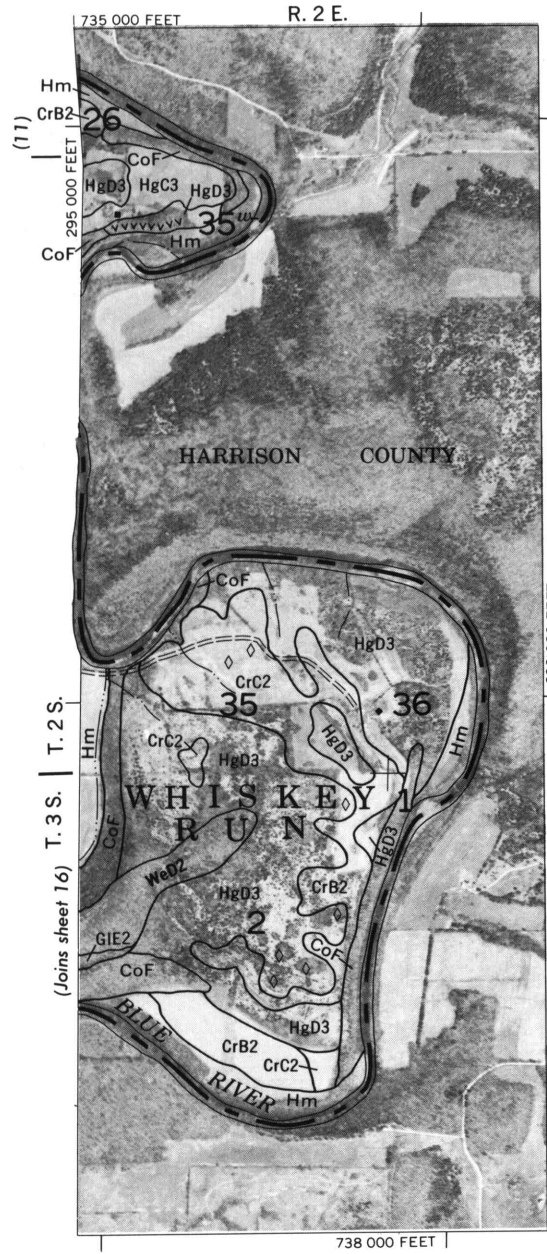 R. 2 E.
735 000 FEET
Hm
CrB2
26
(11)
CoF
295 000 FEET
HgD3
HgC3
HgD3
35
w
Hm
CoF
HARRISON COUNTY
CoF
HgD3
CrC2
35
36
T. 2 S.
Hm
CrC2
HgD3
HgD3
Hm
WHISKEY
1
RUN
T. 3 S.
CoF
HgD3
WeD2
HgD3
CrB2
(Joins sheet 16)
2
GlE2
CoF
CoF
HgD3
BLUE
CrB2
CrC2
RIVER
Hm
738 000 FEET